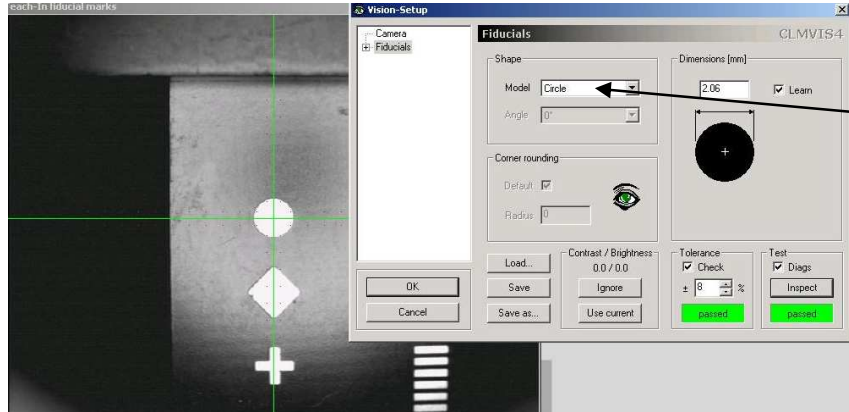 each-In fiducial marks
Vision-Setup
Camera
Fiducials
Fiducials
CLMVIS4
Shape
Model Circle
Angle 0°
Dimensions [mm]
2.06
Learn
Corner rounding
Default
Radius 0
Load...
Save
Save as...
Contrast / Brightness
0.0 / 0.0
Ignore
Use current
Tolerance
Check
± 8 %
passed
Test
Diags
Inspect
passed
OK
Cancel